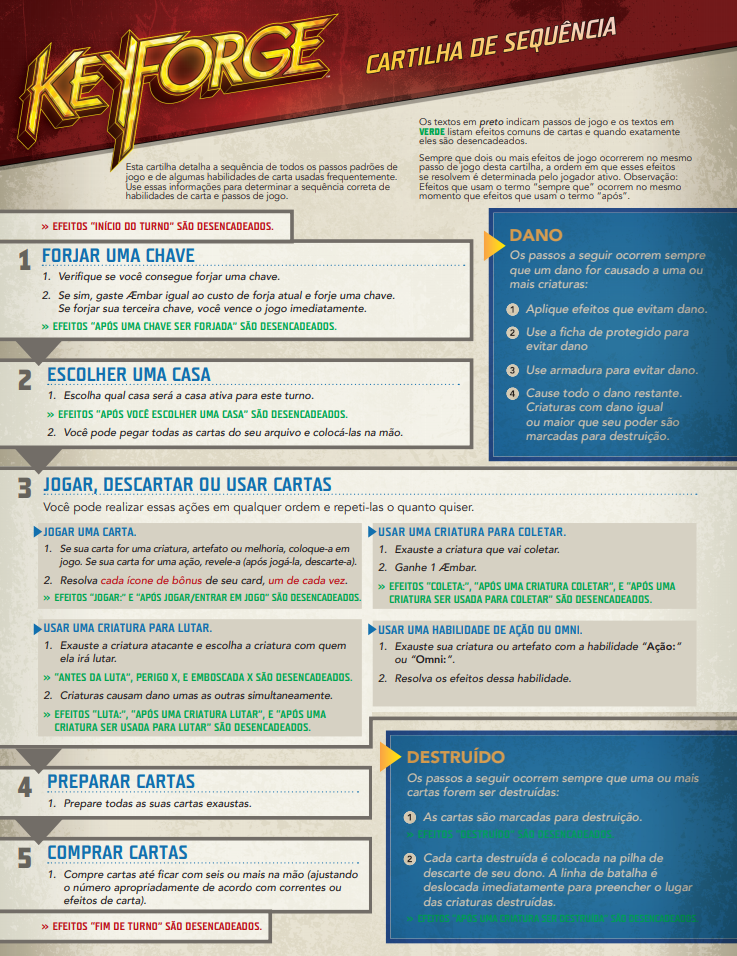 KEYFORGE
CARTILHA DE SEQUÊNCIA
Esta cartilha detalha a sequência de todos os passos padrões de
jogo e de algumas habilidades de carta usadas frequentemente.
Use essas informações para determinar a sequência correta de
habilidades de carta e passos de jogo.
Os textos em preto indicam passos de jogo e os textos em
VERDE listam efeitos comuns de cartas e quando exatamente
eles são desencadeados.
Sempre que dois ou mais efeitos de jogo ocorrerem no mesmo
passo de jogo desta cartilha, a ordem em que esses efeitos
se resolvem é determinada pelo jogador ativo. Observação:
Efeitos que usam o termo “sempre que” ocorrem no mesmo
momento que efeitos que usam o termo “após”.
» EFEITOS “INÍCIO DO TURNO” SÃO DESENCADEADOS.
1 FORJAR UMA CHAVE
1. Verifique se você consegue forjar uma chave.
2. Se sim, gaste Æmbar igual ao custo de forja atual e forje uma chave.
Se forjar sua terceira chave, você vence o jogo imediatamente.
» EFEITOS “APÓS UMA CHAVE SER FORJADA” SÃO DESENCADEADOS.
2 ESCOLHER UMA CASA
1. Escolha qual casa será a casa ativa para este turno.
» EFEITOS “APÓS VOCÊ ESCOLHER UMA CASA” SÃO DESENCADEADOS.
2. Você pode pegar todas as cartas do seu arquivo e colocá-las na mão.
DANO
Os passos a seguir ocorrem sempre
que um dano for causado a uma ou
mais criaturas:
1 Aplique efeitos que evitam dano.
2 Use a ficha de protegido para
evitar dano
3 Use armadura para evitar dano.
4 Cause todo o dano restante.
Criaturas com dano igual
ou maior que seu poder são
marcadas para destruição.
3 JOGAR, DESCARTAR OU USAR CARTAS
Você pode realizar essas ações em qualquer ordem e repeti-las o quanto quiser.
JOGAR UMA CARTA.
1. Se sua carta for uma criatura, artefato ou melhoria, coloque-a em
jogo. Se sua carta for uma ação, revele-a (após jogá-la, descarte-a).
2. Resolva cada ícone de bônus de seu card, um de cada vez.
» EFEITOS “JOGAR:” E “APÓS JOGAR/ENTRAR EM JOGO” SÃO DESENCADEADOS.
USAR UMA CRIATURA PARA COLETAR.
1. Exauste a criatura que vai coletar.
2. Ganhe 1 Æmbar.
» EFEITOS “COLETA:”, “APÓS UMA CRIATURA COLETAR”, E “APÓS UMA
CRIATURA SER USADA PARA COLETAR” SÃO DESENCADEADOS.
USAR UMA CRIATURA PARA LUTAR.
1. Exauste a criatura atacante e escolha a criatura com quem
ela irá lutar.
» “ANTES DA LUTA”, PERIGO X, E EMBOSCADA X SÃO DESENCADEADOS.
2. Criaturas causam dano umas as outras simultaneamente.
» EFEITOS “LUTA:”, “APÓS UMA CRIATURA LUTAR”, E “APÓS UMA
CRIATURA SER USADA PARA LUTAR” SÃO DESENCADEADOS.
USAR UMA HABILIDADE DE AÇÃO OU OMNI.
1. Exauste sua criatura ou artefato com a habilidade “Ação:”
ou “Omni:”.
2. Resolva os efeitos dessa habilidade.
4 PREPARAR CARTAS
1. Prepare todas as suas cartas exaustas.
5 COMPRAR CARTAS
1. Compre cartas até ficar com seis ou mais na mão (ajustando
o número apropriadamente de acordo com correntes ou
efeitos de carta).
» EFEITOS “FIM DE TURNO” SÃO DESENCADEADOS.
DESTRUÍDO
Os passos a seguir ocorrem sempre que uma ou mais
cartas forem ser destruídas:
1 As cartas são marcadas para destruição.
» EFEITOS “DESTRUÍDO” SÃO DESENCADEADOS.
2 Cada carta destruída é colocada na pilha de
descarte de seu dono. A linha de batalha é
deslocada imediatamente para preencher o lugar
das criaturas destruídas.
» EFEITOS “APÓS UMA CRIATURA SER DESTRUÍDA” SÃO DESENCADEADOS.